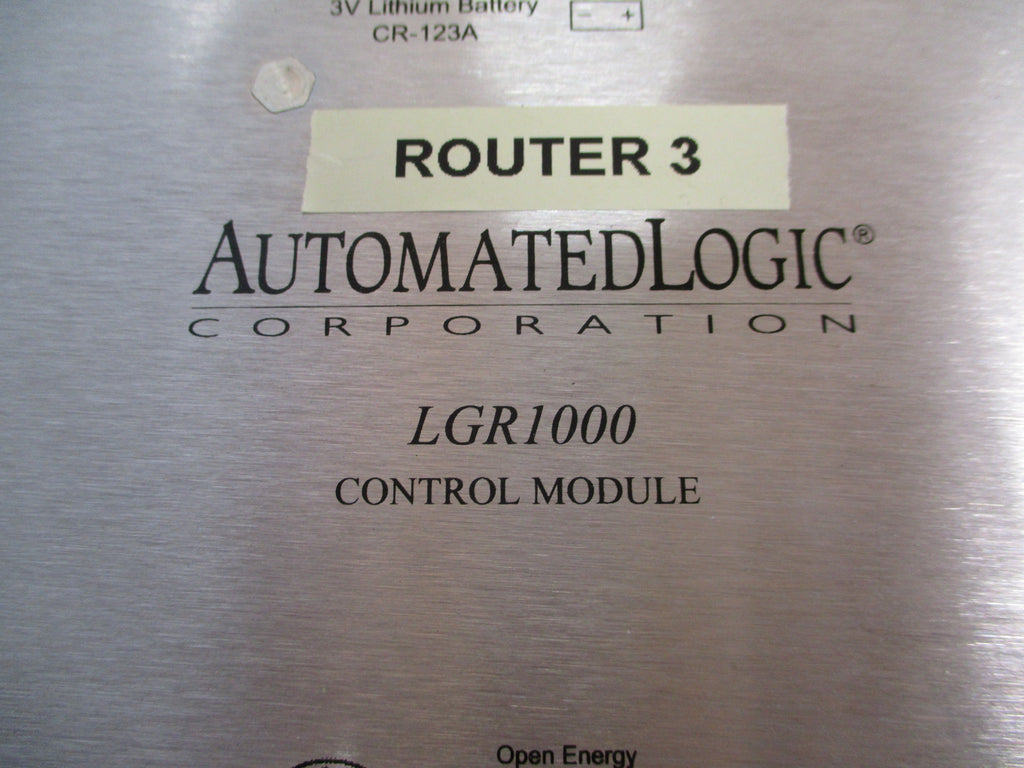 3V Lithium Battery
CR-123A
- +
ROUTER 3
AUTOMATEDLOGIC®
CORPORATION
LGR1000
CONTROL MODULE
Open Energy